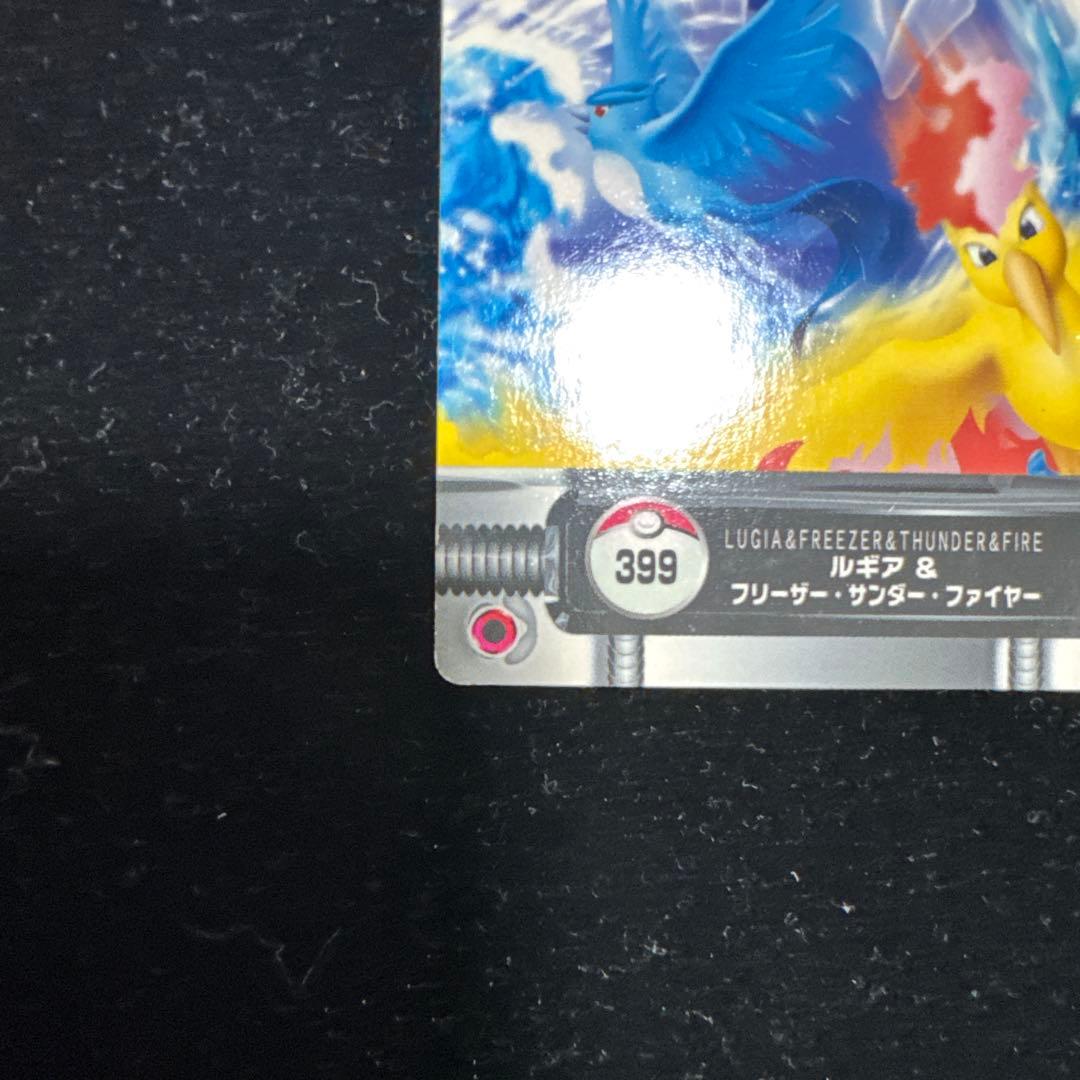 399
LUGIA&FREEZER&THUNDER&FIRE
ルギア &
フリーザー・サンダー・ファイヤー